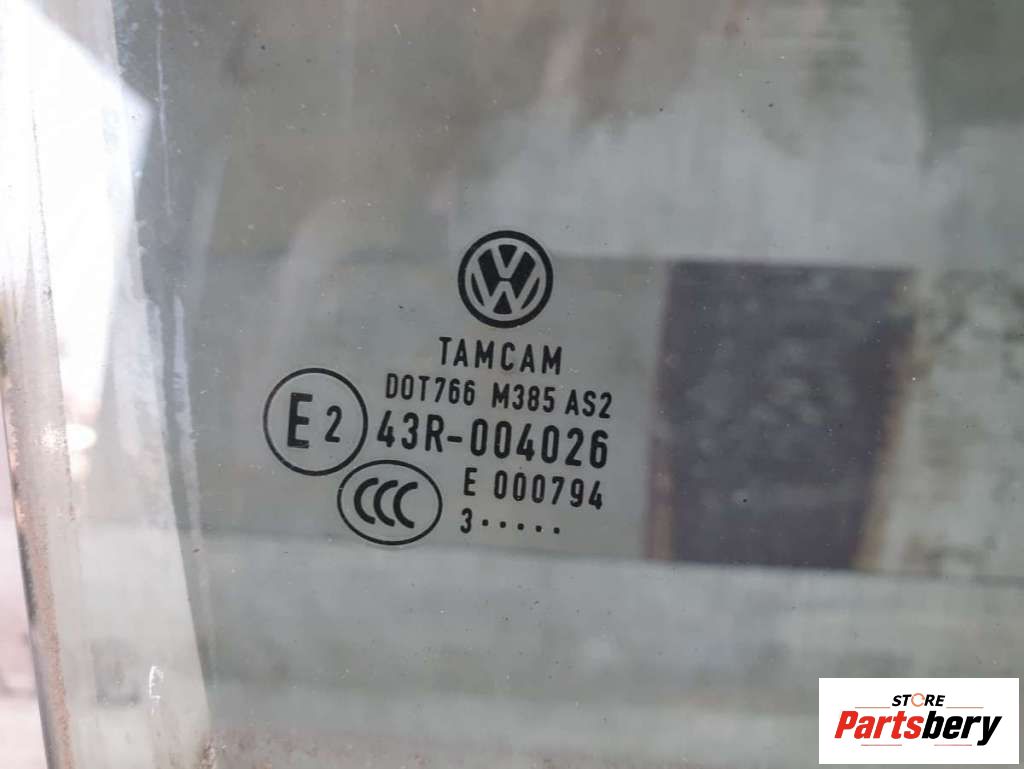 TAMCAM
DOT766 M385 AS2
E2
43R-004026
CCC
E 000794
3·····
STORE
Partsbery